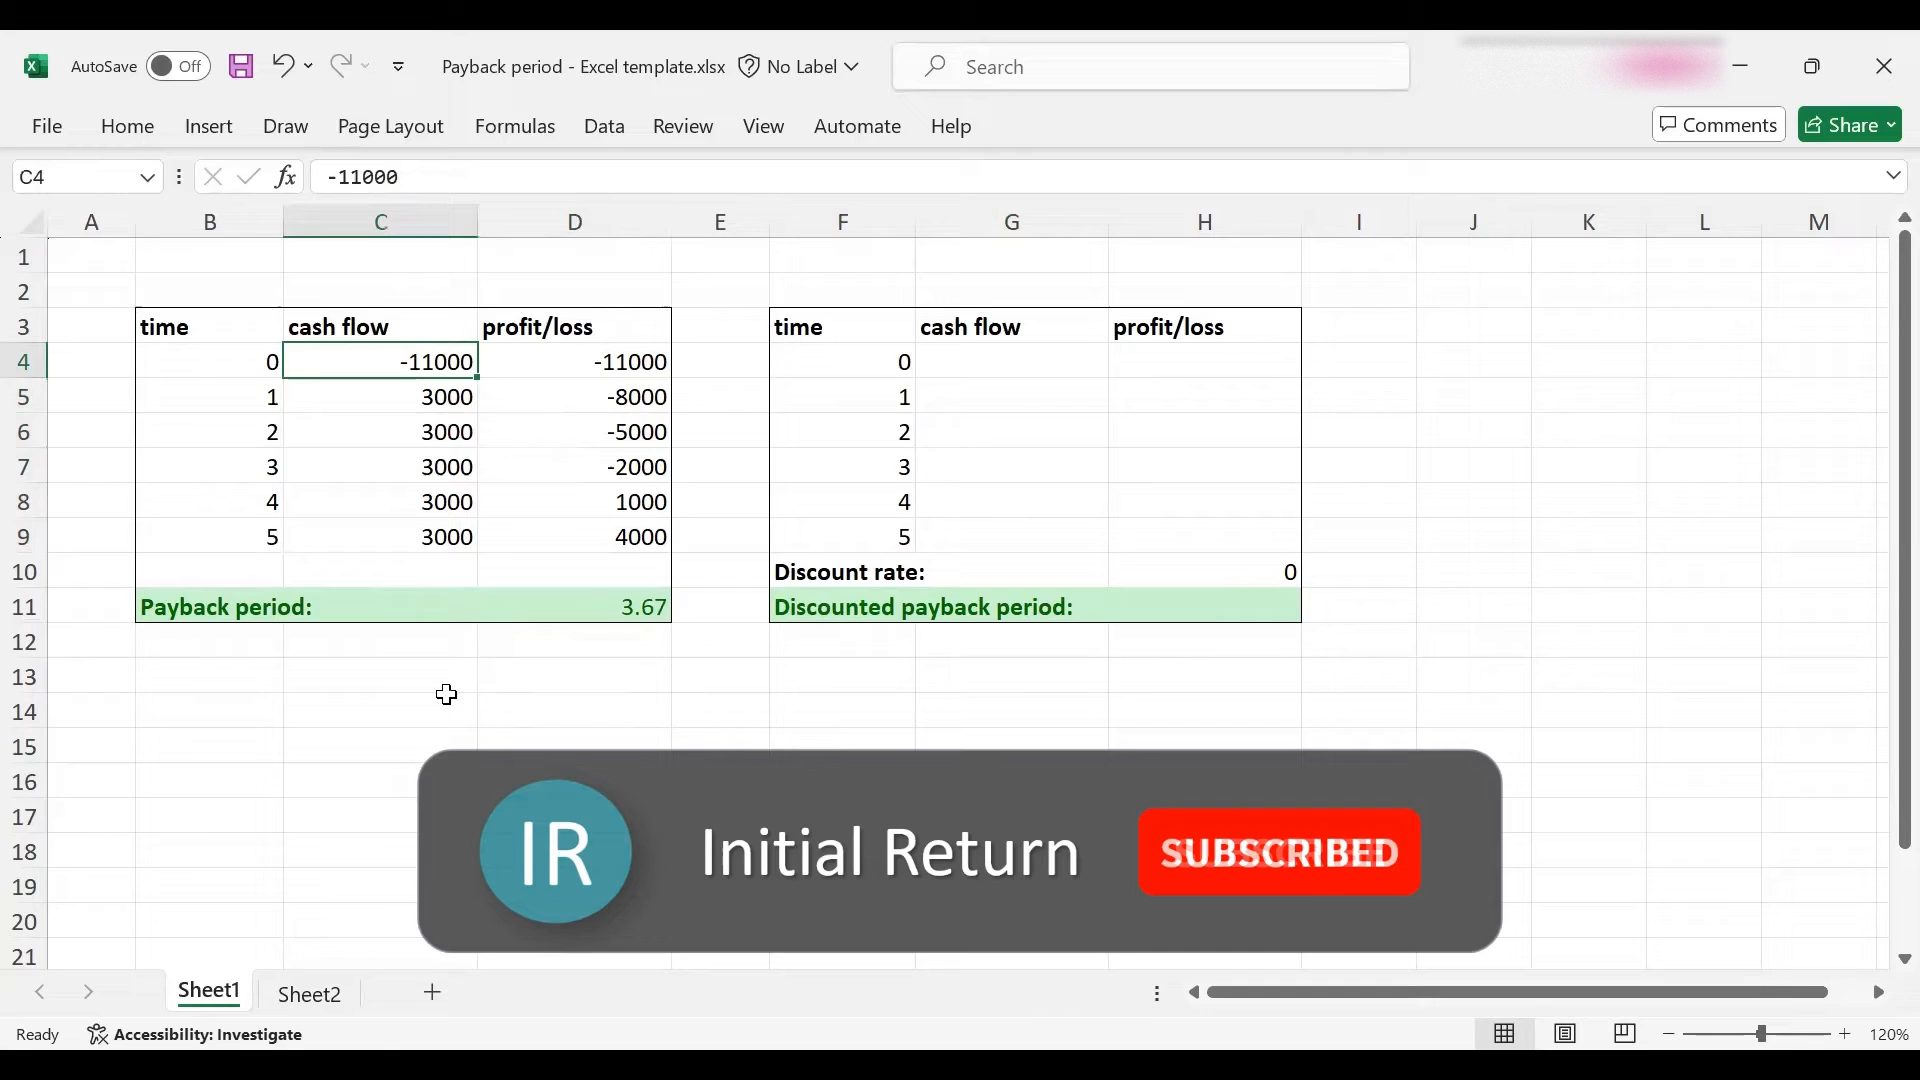 AutoSave Off Payback period - Excel template.xlsx No Label Search
File Home Insert Draw Page Layout Formulas Data Review View Automate Help Comments Share
C4 fx -11000
A B C D E F G H I J K L M
1
2
3 time cash flow profit/loss time cash flow profit/loss
4 0 -11000 -11000 0
5 1 3000 -8000 1
6 2 3000 -5000 2
7 3 3000 -2000 3
8 4 3000 1000 4
9 5 3000 4000 5
10 Discount rate: 0
11 Payback period: 3.67 Discounted payback period:
12
13
14
15
16
17
18
19
20
21
IR Initial Return SUBSCRIBED
Sheet1 Sheet2
Ready Accessibility: Investigate 120%